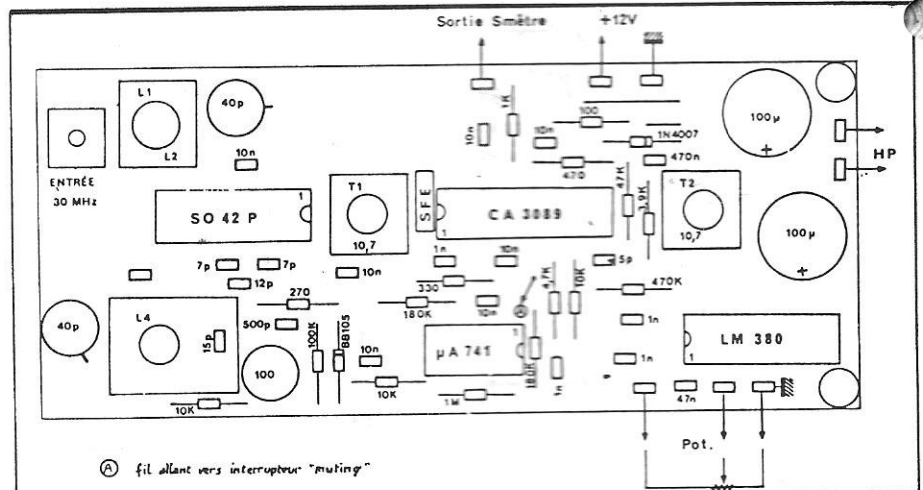 Sortie Smètre
+12V
L1
L2
40p
10n
ENTRÉE
30 MHz
SO 42 P
1
T1
10,7
SFE
10n
1K
10n
100
1N4007
470
470n
47K
3,9K
CA 3089
1
T2
10,7
100µ
+
HP
100µ
+
7p
7p
12p
10n
1n
10n
5p
270
330
180K
10n
4,7K
10K
470K
A
40p
L4
15p
500p
100
100K
BB105
10n
µA 741
1
180K
1n
1n
1n
LM 380
1
10K
10K
1M
47n
Pot.
A fil allant vers interrupteur "muting"